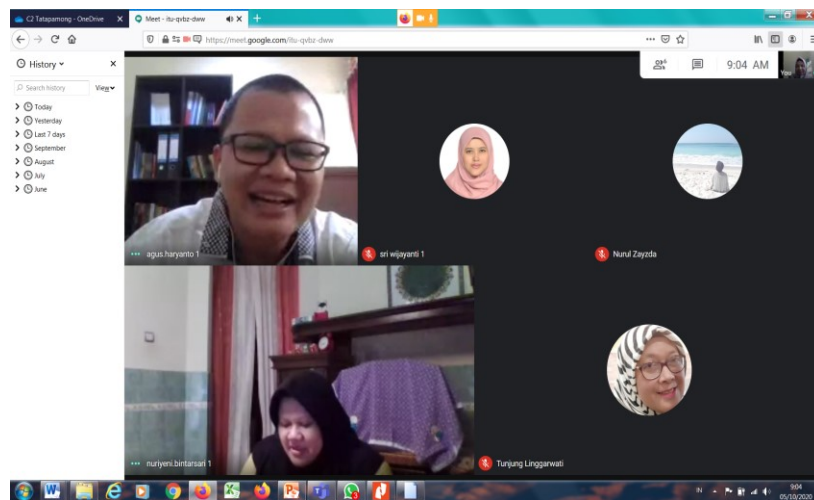 C2 Tatapamong - OneDrive
Meet - itu-qvbz-dww
https://meet.google.com/itu-qvbz-dww
History
Search history
View
Today
Yesterday
Last 7 days
September
August
July
June
9:04 AM
You
agus.haryanto 1
sri wijayanti 1
Nurul Zayzda
nuriyeni.bintarsari 1
Tunjung Linggarwati
IN
9:04
05/10/2020